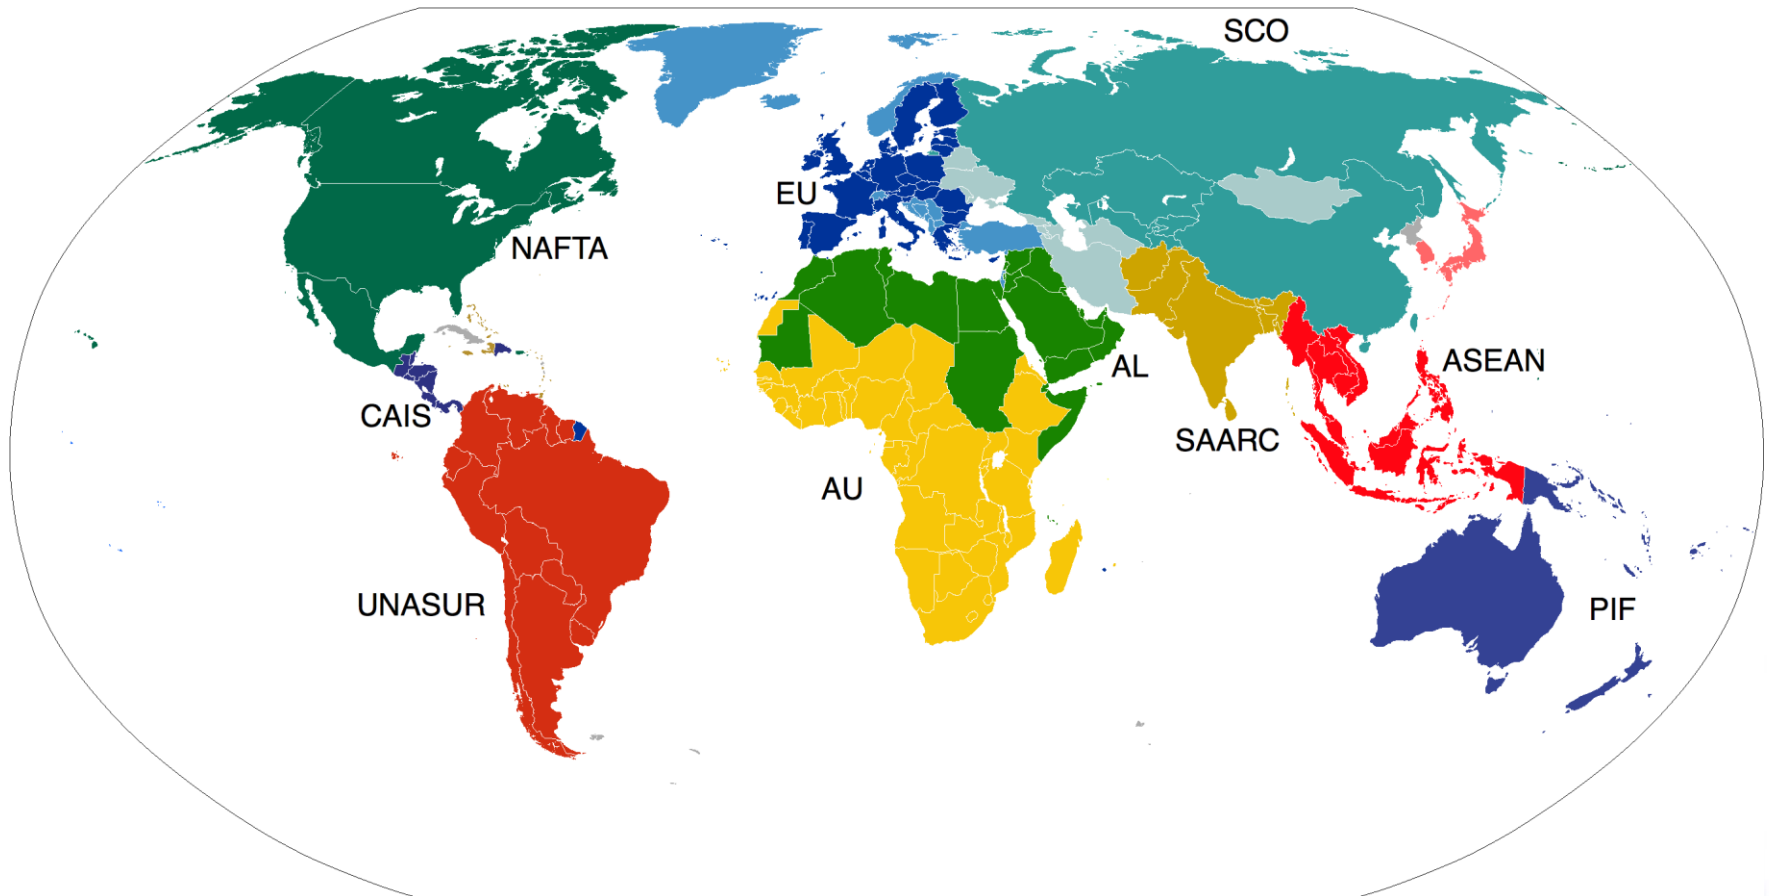 SCO
EU
NAFTA
AL
ASEAN
CAIS
SAARC
AU
UNASUR
PIF